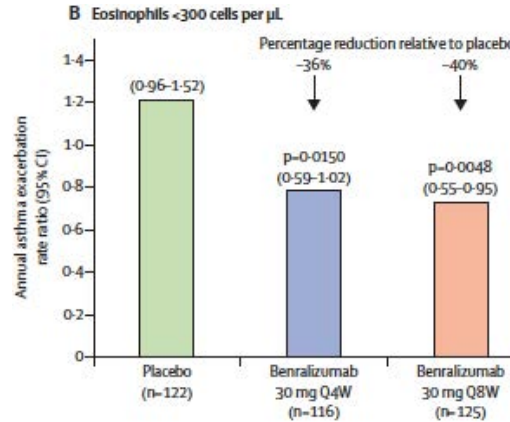 B Eosinophils <300 cells per µL
Percentage reduction relative to placebo
–36%
–40%
Annual asthma exacerbation
rate ratio (95% CI)
1·4
1·2
1·0
0·8
0·6
0·4
0·2
0
(0·96–1·52)
p=0·0150
(0·59–1·02)
p=0·0048
(0·55–0·95)
Placebo
(n=122)
Benralizumab
30 mg Q4W
(n=116)
Benralizumab
30 mg Q8W
(n=125)